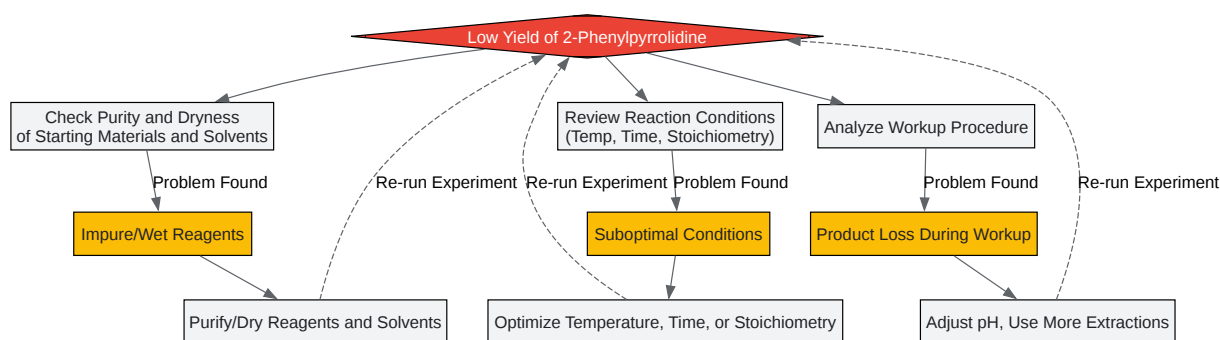 Low Yield of 2-Phenylpyrrolidine
Check Purity and Dryness
of Starting Materials and Solvents
Review Reaction Conditions
(Temp, Time, Stoichiometry)
Analyze Workup Procedure
Problem Found
Re-run Experiment
Re-run Experiment
Problem Found
Problem Found
Re-run Experiment
Impure/Wet Reagents
Suboptimal Conditions
Product Loss During Workup
Purify/Dry Reagents and Solvents
Optimize Temperature, Time, or Stoichiometry
Adjust pH, Use More Extractions